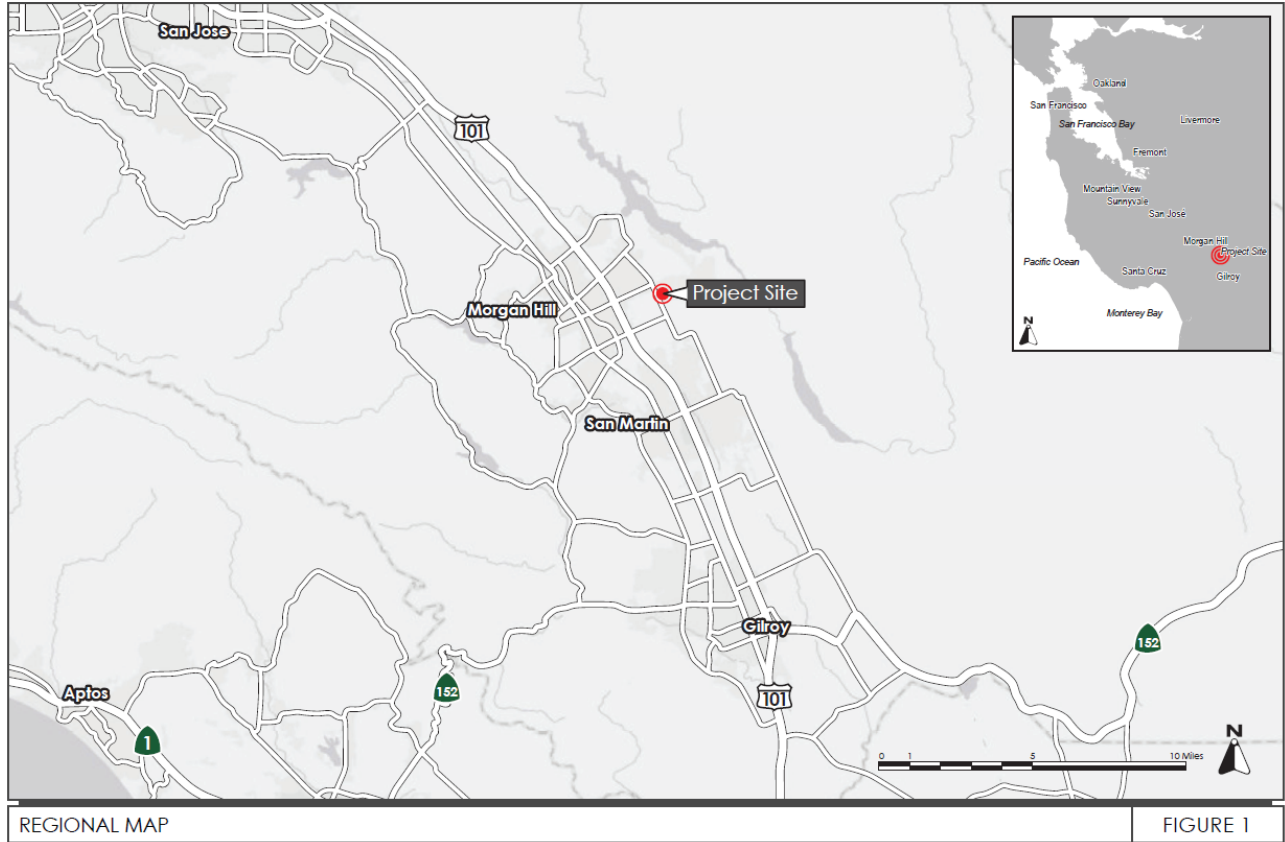 San Jose
101
Project Site
Morgan Hill
San Martin
Gilroy
152
152
Aptos
101
1
N
0 1 5 10 Miles
Oakland
San Francisco
San Francisco Bay
Livermore
Fremont
Mountain View
Sunnyvale
San José
Morgan Hill
Project Site
Pacific Ocean
Santa Cruz
Gilroy
Monterey Bay
N
REGIONAL MAP
FIGURE 1